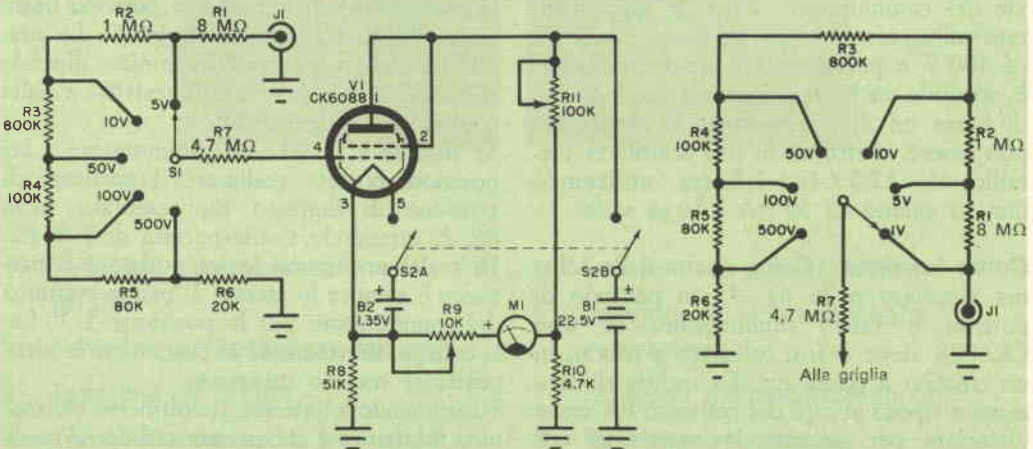 R2
1 MΩ
R1
8 MΩ
J1
R3
800K
10V
5V
50V
S1
R7
4,7 MΩ
R4
100K
100V
500V
R5
80K
R6
20K
V1
CK6088
1
2
4
3
5
R11
100K
S2A
S2B
B2
1.35V
R9
10K
M1
B1
22.5V
R8
51K
R10
4.7K
R3
800K
R4
100K
50V
10V
R2
1 MΩ
R5
80K
100V
5V
500V
1V
R1
8 MΩ
R6
20K
R7
4,7 MΩ
J1
Alle griglia